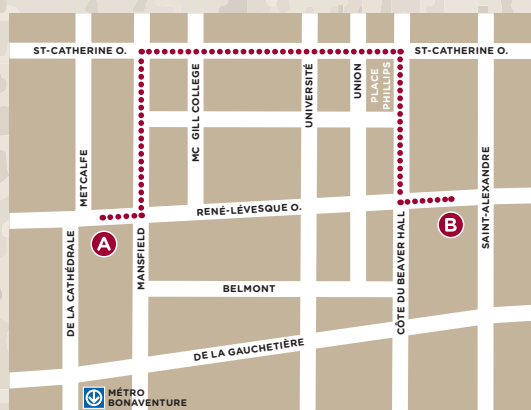 ST-CATHERINE O.
ST-CATHERINE O.
METCALFE
MC GILL COLLEGE
UNIVERSITÉ
UNION
PLACE
PHILLIPS
SAINT-ALEXANDRE
RENÉ-LÉVESQUE O.
A
B
DE LA CATHÉDRALE
MANSFIELD
CÔTE DU BEAVER HALL
BELMONT
DE LA GAUCHETIÈRE
MÉTRO
BONAVENTURE